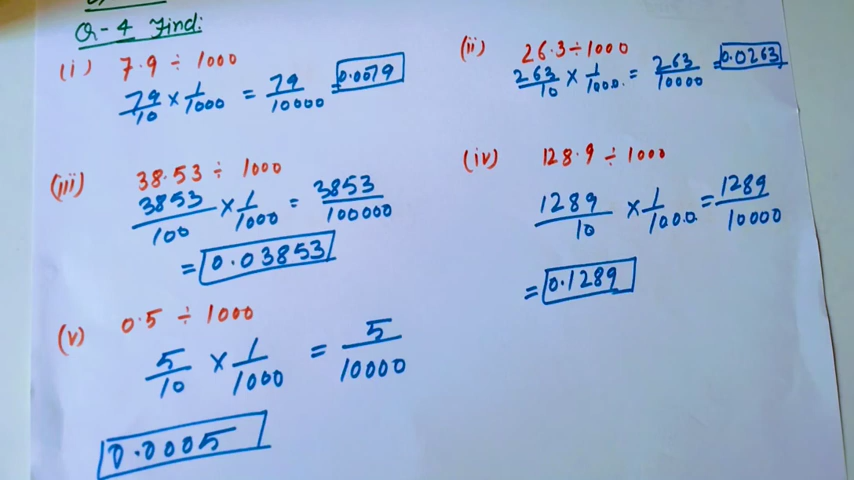 Q-4 Find:
(i) 7.9 ÷ 1000
79/10 × 1/1000 = 79/10000 = 0.0079
(ii) 26.3 ÷ 1000
263/10 × 1/1000. = 263/10000 = 0.0263
(iii) 38.53 ÷ 1000
3853/100 × 1/1000 = 3853/100000
= 0.03853
(iv) 128.9 ÷ 1000
1289/10 × 1/1000. = 1289/10000
= 0.1289
(v) 0.5 ÷ 1000
5/10 × 1/1000 = 5/10000
0.0005